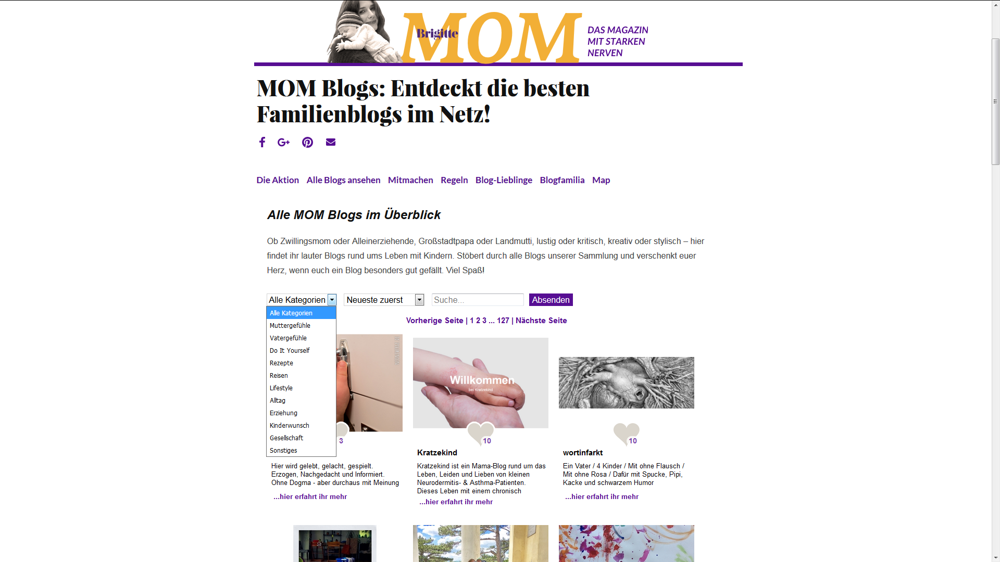 Brigitte
MOM
DAS MAGAZIN
MIT STARKEN
NERVEN
MOM Blogs: Entdeckt die besten
Familienblogs im Netz!
Die Aktion Alle Blogs ansehen Mitmachen Regeln Blog-Lieblinge Blogfamilia Map
Alle MOM Blogs im Überblick
Ob Zwillingsmom oder Alleinerziehende, Großstadtpapa oder Landmutti, lustig oder kritisch, kreativ oder stylisch – hier
findet ihr lauter Blogs rund ums Leben mit Kindern. Stöbert durch alle Blogs unserer Sammlung und verschenkt euer
Herz, wenn euch ein Blog besonders gut gefällt. Viel Spaß!
Alle Kategorien Neueste zuerst Suche... Absenden
Alle Kategorien
Muttergefühle
Vatergefühle
Do It Yourself
Rezepte
Reisen
Lifestyle
Alltag
Erziehung
Kinderwunsch
Gesellschaft
Sonstiges
Vorherige Seite | 1 2 3 ... 127 | Nächste Seite
3
Hier wird gelebt, gelacht, gespielt.
Erzogen, Nachgedacht und Informiert.
Ohne Dogma - aber durchaus mit Meinung
...hier erfahrt ihr mehr
Willkommen
bei Kratzekind
10
Kratzekind
Kratzekind ist ein Mama-Blog rund um das
Leben, Leiden und Lieben von kleinen
Neurodermitis- & Asthma-Patienten.
Dieses Leben mit einem chronisch
...hier erfahrt ihr mehr
10
wortinfarkt
Ein Vater / 4 Kinder / Mit ohne Flausch /
Mit ohne Rosa / Dafür mit Spucke, Pipi,
Kacke und schwarzem Humor
...hier erfahrt ihr mehr